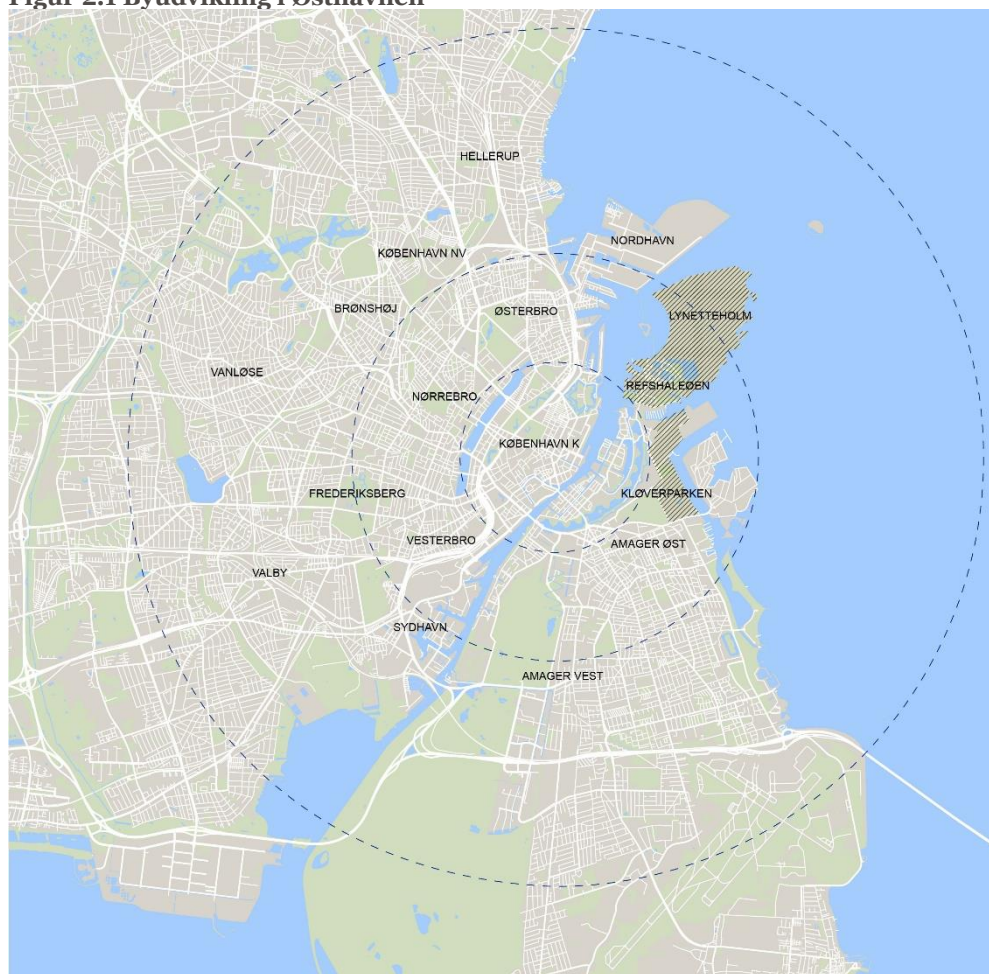 Figur 2.1 Byudvikling i Østhavnen
HELLERUP
NORDHAVN
KØBENHAVN NV
BRØNSHØJ
ØSTERBRO
LYNETTEHOLM
VANLØSE
REFSHALEØEN
NØRREBRO
KØBENHAVN K
FREDERIKSBERG
KLØVERPARKEN
VESTERBRO
AMAGER ØST
VALBY
SYDHAVN
AMAGER VEST